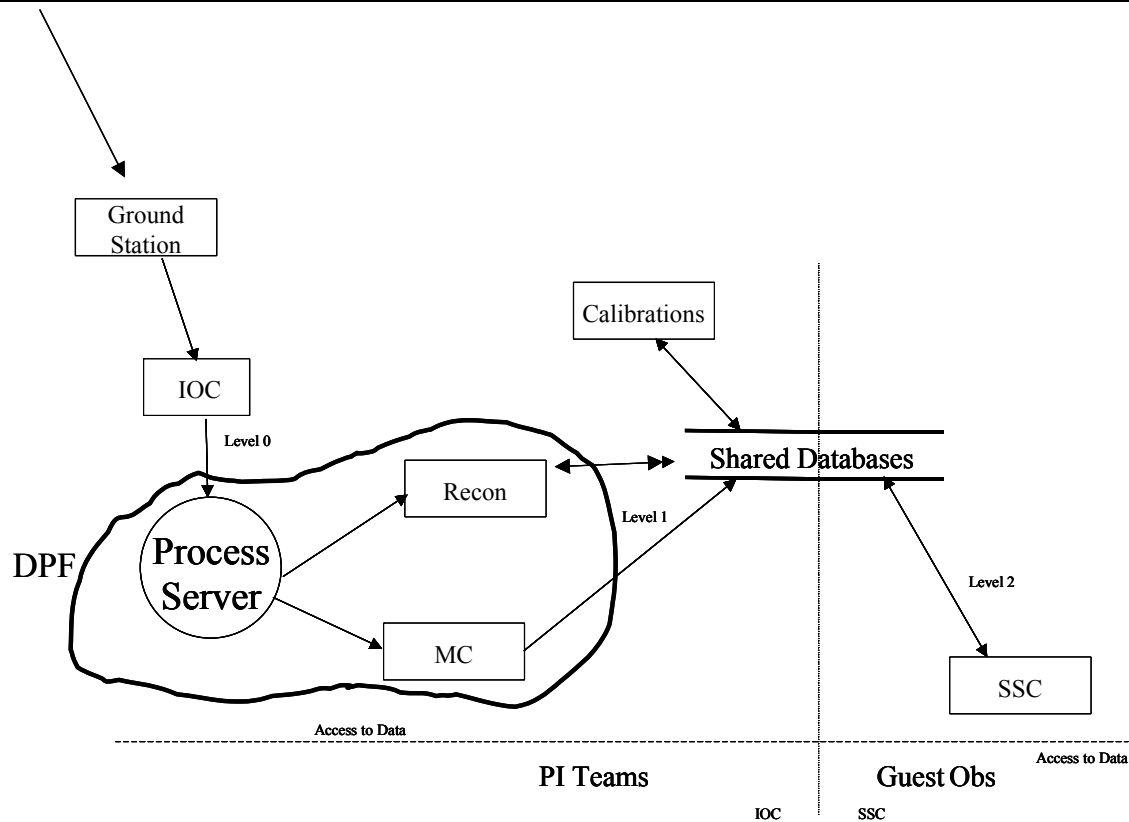 Ground
Station
Calibrations
IOC
Level 0
Shared Databases
Recon
Level 1
DPF
Process
Server
Level 2
MC
SSC
Access to Data
Access to Data
PI Teams
Guest Obs
IOC
SSC